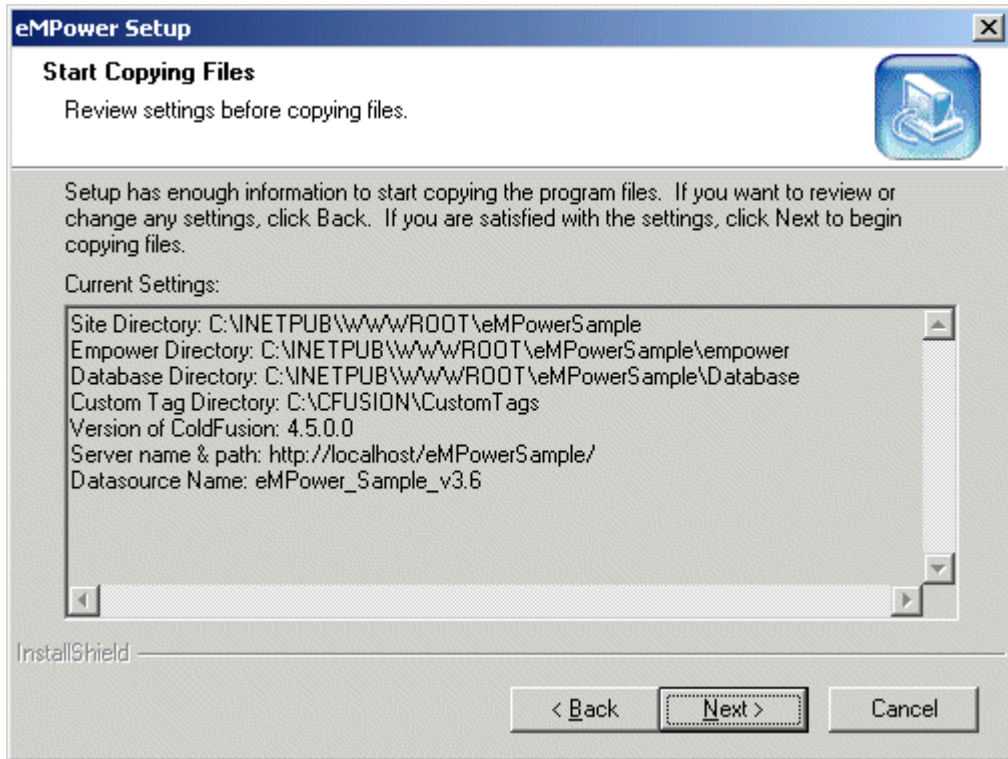 eMPower Setup
Start Copying Files
Review settings before copying files.
Setup has enough information to start copying the program files.  If you want to review or
change any settings, click Back.  If you are satisfied with the settings, click Next to begin
copying files.
Current Settings:
Site Directory: C:\INETPUB\WWWROOT\eMPowerSample
Empower Directory: C:\INETPUB\WWWROOT\eMPowerSample\empower
Database Directory: C:\INETPUB\WWWROOT\eMPowerSample\Database
Custom Tag Directory: C:\CFUSION\CustomTags
Version of ColdFusion: 4.5.0.0
Server name & path: http://localhost/eMPowerSample/
Datasource Name: eMPower_Sample_v3.6
InstallShield
< Back Next > Cancel